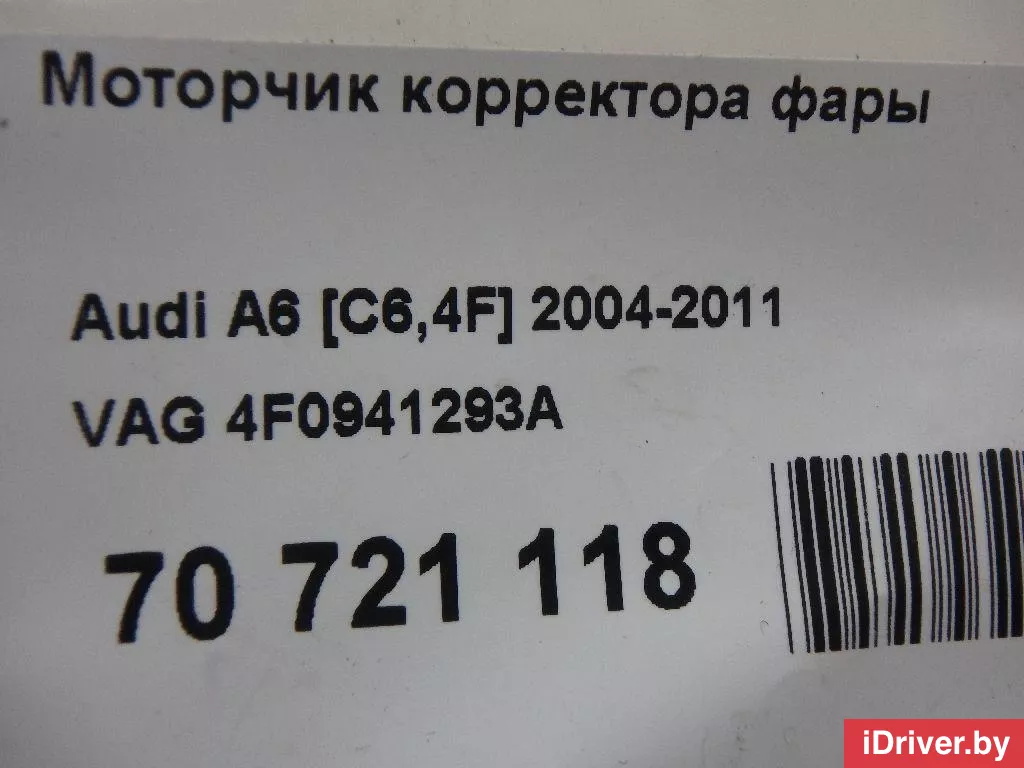 Моторчик корректора фары
Audi A6 [C6,4F] 2004-2011
VAG 4F0941293A
70 721 118
iDriver.by